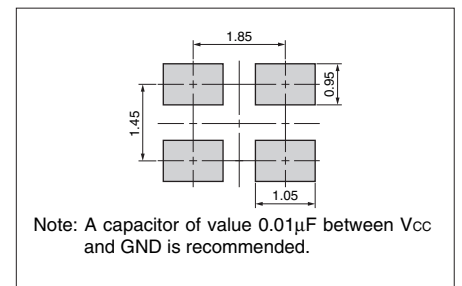 1.85
0.95
1.45
1.05
Note: A capacitor of value 0.01μF between Vcc
and GND is recommended.